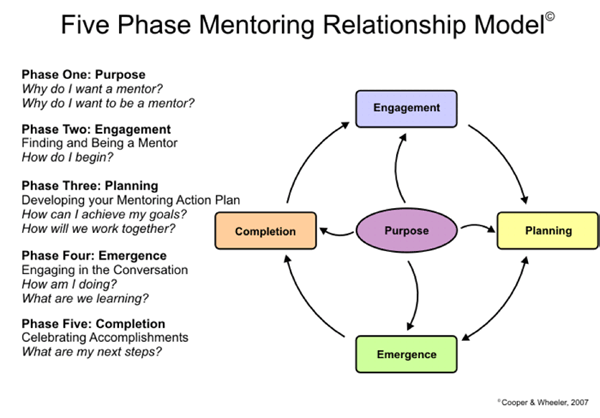 Five Phase Mentoring Relationship Model©
Phase One: Purpose
Why do I want a mentor?
Why do I want to be a mentor?
Phase Two: Engagement
Finding and Being a Mentor
How do I begin?
Phase Three: Planning
Developing your Mentoring Action Plan
How can I achieve my goals?
How will we work together?
Phase Four: Emergence
Engaging in the Conversation
How am I doing?
What are we learning?
Phase Five: Completion
Celebrating Accomplishments
What are my next steps?
Engagement
Completion
Purpose
Planning
Emergence
©Cooper & Wheeler, 2007